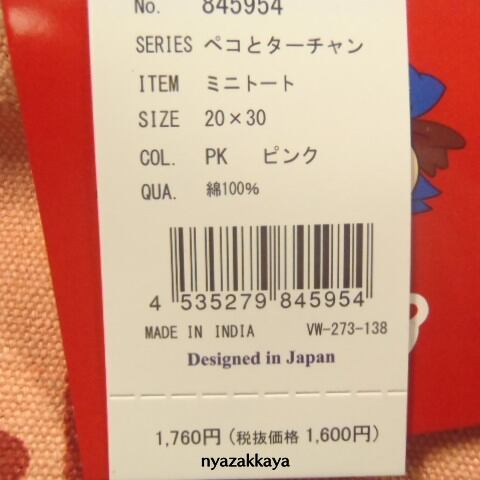 No. 845954
SERIES ペコとターチャン
ITEM ミニトート
SIZE 20×30
COL. PK ピンク
QUA. 綿100%
4 535279 845954
MADE IN INDIA VW-273-138
Designed in Japan
1,760円(税抜価格 1,600円)
nyazakkaya